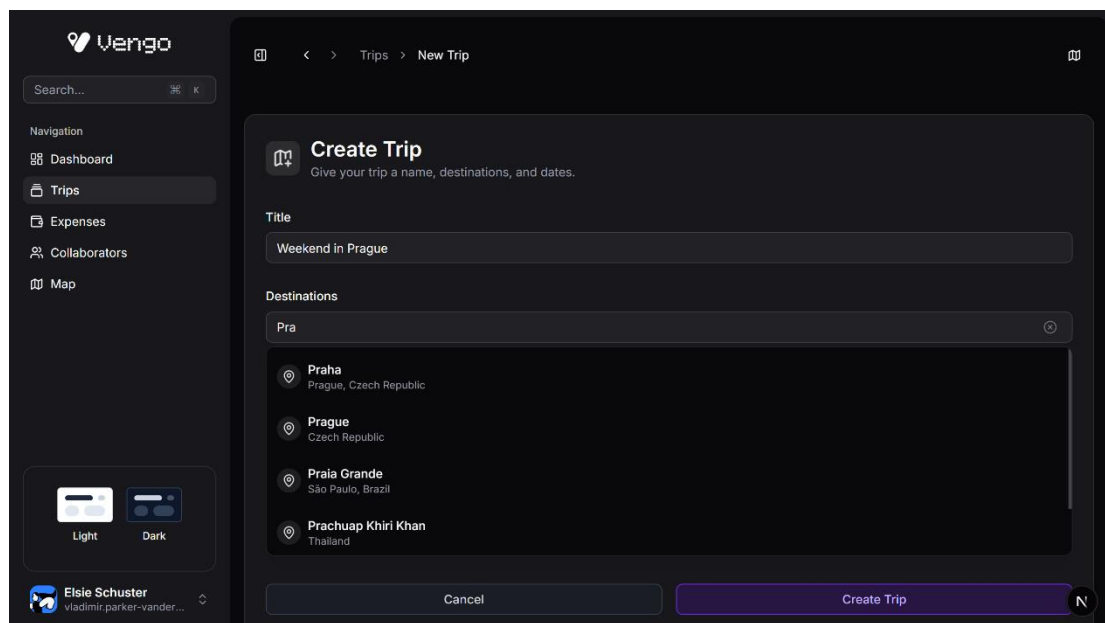 Vengo
Search... ⌘ K
Navigation
Dashboard
Trips
Expenses
Collaborators
Map
Light Dark
Elsie Schuster
vladimir.parker-vander...
Trips > New Trip
Create Trip
Give your trip a name, destinations, and dates.
Title
Weekend in Prague
Destinations
Pra
Praha
Prague, Czech Republic
Prague
Czech Republic
Praia Grande
São Paulo, Brazil
Prachuap Khiri Khan
Thailand
Cancel Create Trip
N